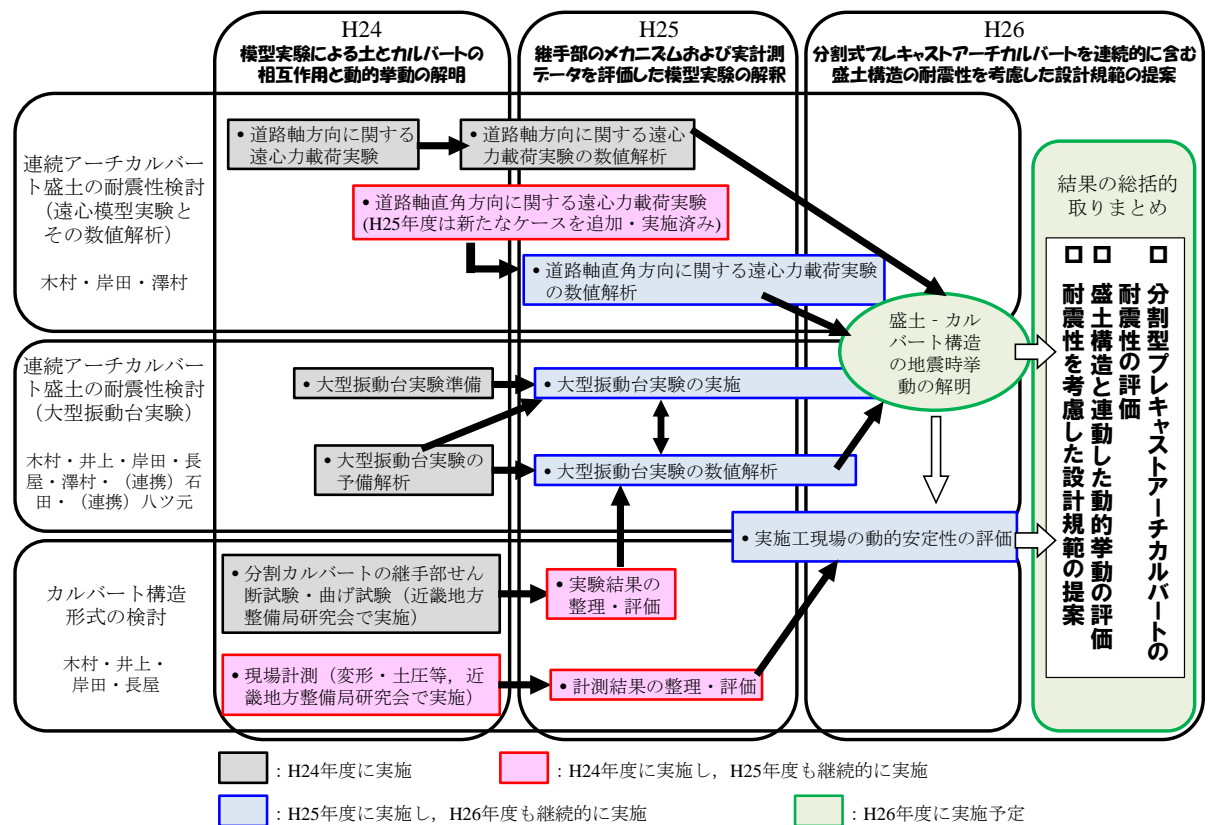 H24
模型実験による土とカルバートの
相互作用と動的挙動の解明
H25
継手部のメカニズムおよび実計測
データを評価した模型実験の解釈
H26
分割式プレキャストアーチカルバートを連続的に含む
盛土構造の耐震性を考慮した設計規範の提案
連続アーチカルバ
ート盛土の耐震性検討
（遠心模型実験と
その数値解析）
木村・岸田・澤村
• 道路軸方向に関する
遠心力載荷実験
• 道路軸方向に関する遠心
力載荷実験の数値解析
• 道路軸直角方向に関する遠心力載荷実験
(H25年度は新たなケースを追加・実施済み)
• 道路軸直角方向に関する遠心力載荷実験
の数値解析
連続アーチカルバ
ート盛土の耐震性検討
（大型振動台実験）
木村・井上・岸田・長
屋・澤村・（連携）石
田・（連携）八ツ元
• 大型振動台実験準備
• 大型振動台実験の実施
• 大型振動台実験の
予備解析
• 大型振動台実験の数値解析
盛土‐カル
バート構造
の地震時挙
動の解明
• 実施工現場の動的安定性の評価
カルバート構造
形式の検討
木村・井上・
岸田・長屋
• 分割カルバートの継手部せん
断試験・曲げ試験（近畿地方
整備局研究会で実施）
• 実験結果の
整理・評価
• 現場計測（変形・土圧等，近
畿地方整備局研究会で実施）
• 計測結果の整理・評価
結果の総括的
取りまとめ
□ 分割型プレキャストアーチカルバートの
耐震性の評価
□ 盛土構造と連動した動的挙動の評価
□ 耐震性を考慮した設計規範の提案
：H24年度に実施
：H24年度に実施し，H25年度も継続的に実施
：H25年度に実施し，H26年度も継続的に実施
：H26年度に実施予定